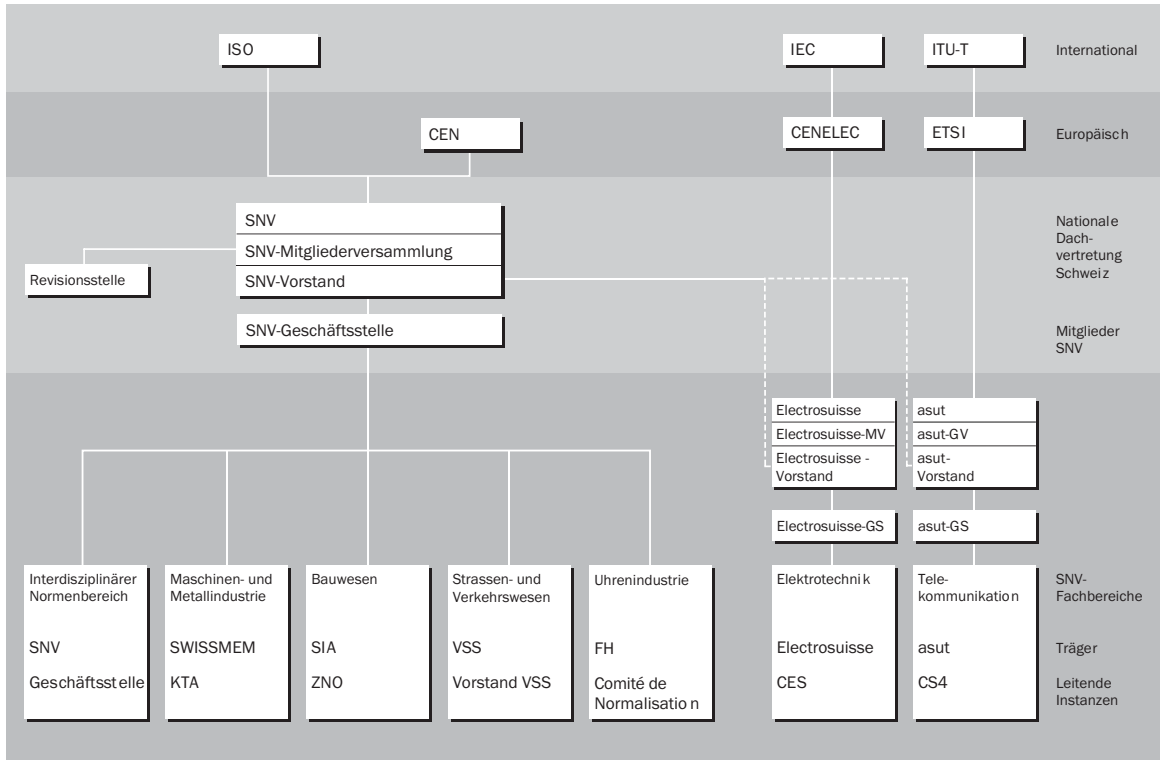 ISO
IEC
ITU-T
International
CEN
CENELEC
ETSI
Europäisch
SNV
SNV-Mitgliederversammlung
SNV-Vorstand
Revisionsstelle
Nationale
Dach-
vertretung
Schweiz
SNV-Geschäftsstelle
Mitglieder
SNV
Electrosuisse
Electrosuisse-MV
Electrosuisse -
Vorstand
asut
asut-GV
asut-
Vorstand
Electrosuisse-GS
asut-GS
Interdisziplinärer
Normenbereich
SNV
Geschäftsstelle
Maschinen- und
Metallindustrie
SWISSMEM
KTA
Bauwesen
SIA
ZNO
Strassen- und
Verkehrswesen
VSS
Vorstand VSS
Uhrenindustrie
FH
Comité de
Normalisation
Elektrotechnik
Electrosuisse
CES
Tele-
kommunikation
asut
CS4
SNV-
Fachbereiche
Träger
Leitende
Instanzen